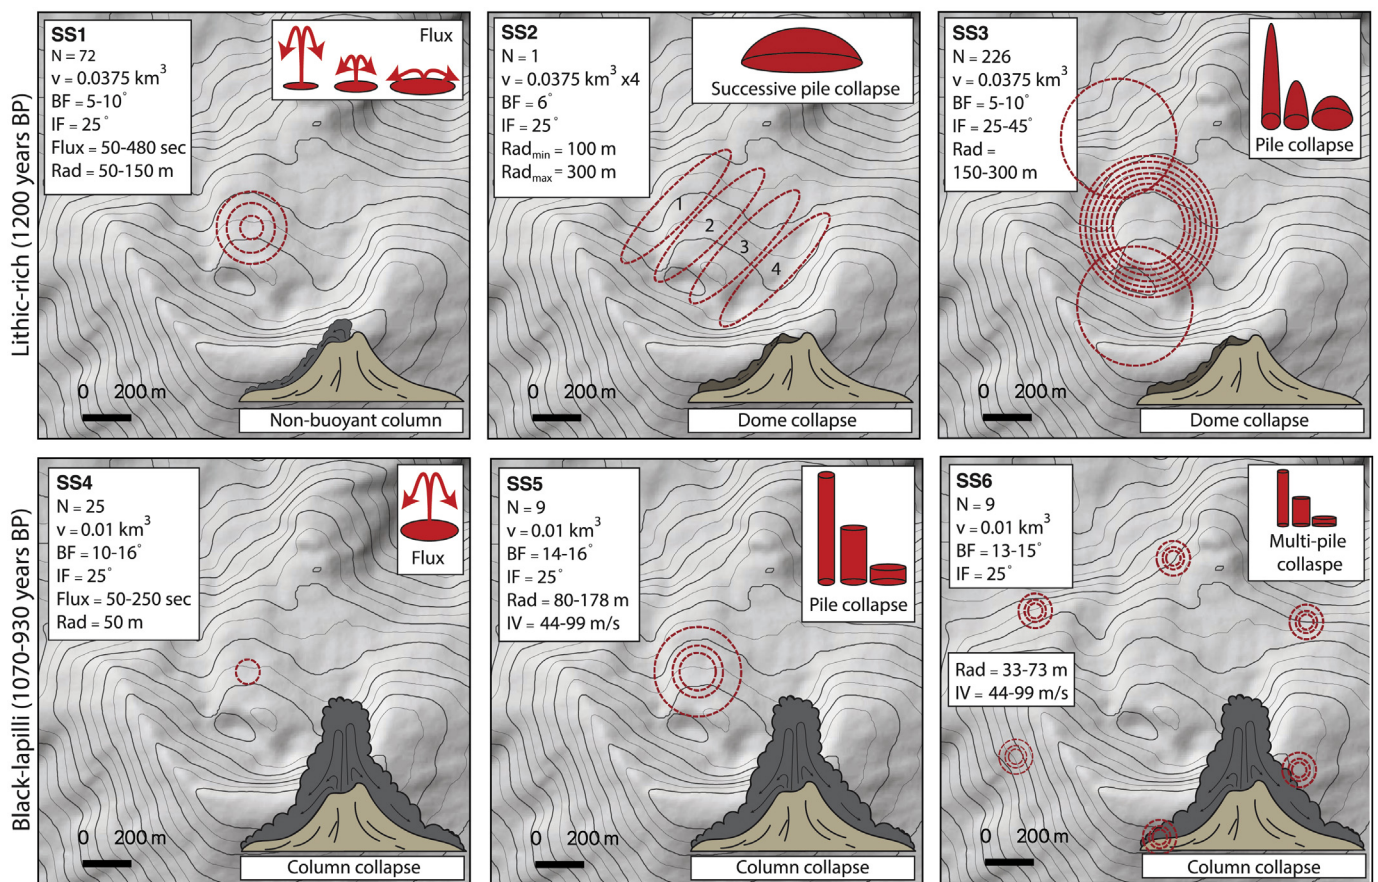 Lithic-rich (1200 years BP)
SS1
N = 72
v = 0.0375 km³
BF = 5-10°
IF = 25°
Flux = 50-480 sec
Rad = 50-150 m
Flux
0 200 m
Non-buoyant column
SS2
N = 1
v = 0.0375 km³ x4
BF = 6°
IF = 25°
Radmin = 100 m
Radmax = 300 m
Successive pile collapse
1
2
3
4
0 200 m
Dome collapse
SS3
N = 226
v = 0.0375 km³
BF = 5-10°
IF = 25-45°
Rad =
150-300 m
Pile collapse
0 200 m
Dome collapse
Black-lapilli (1070-930 years BP)
SS4
N = 25
v = 0.01 km³
BF = 10-16°
IF = 25°
Flux = 50-250 sec
Rad = 50 m
Flux
0 200 m
Column collapse
SS5
N = 9
v = 0.01 km³
BF = 14-16°
IF = 25°
Rad = 80-178 m
IV = 44-99 m/s
Pile collapse
0 200 m
Column collapse
SS6
N = 9
v = 0.01 km³
BF = 13-15°
IF = 25°
Multi-pile
collaspe
Rad = 33-73 m
IV = 44-99 m/s
0 200 m
Column collapse